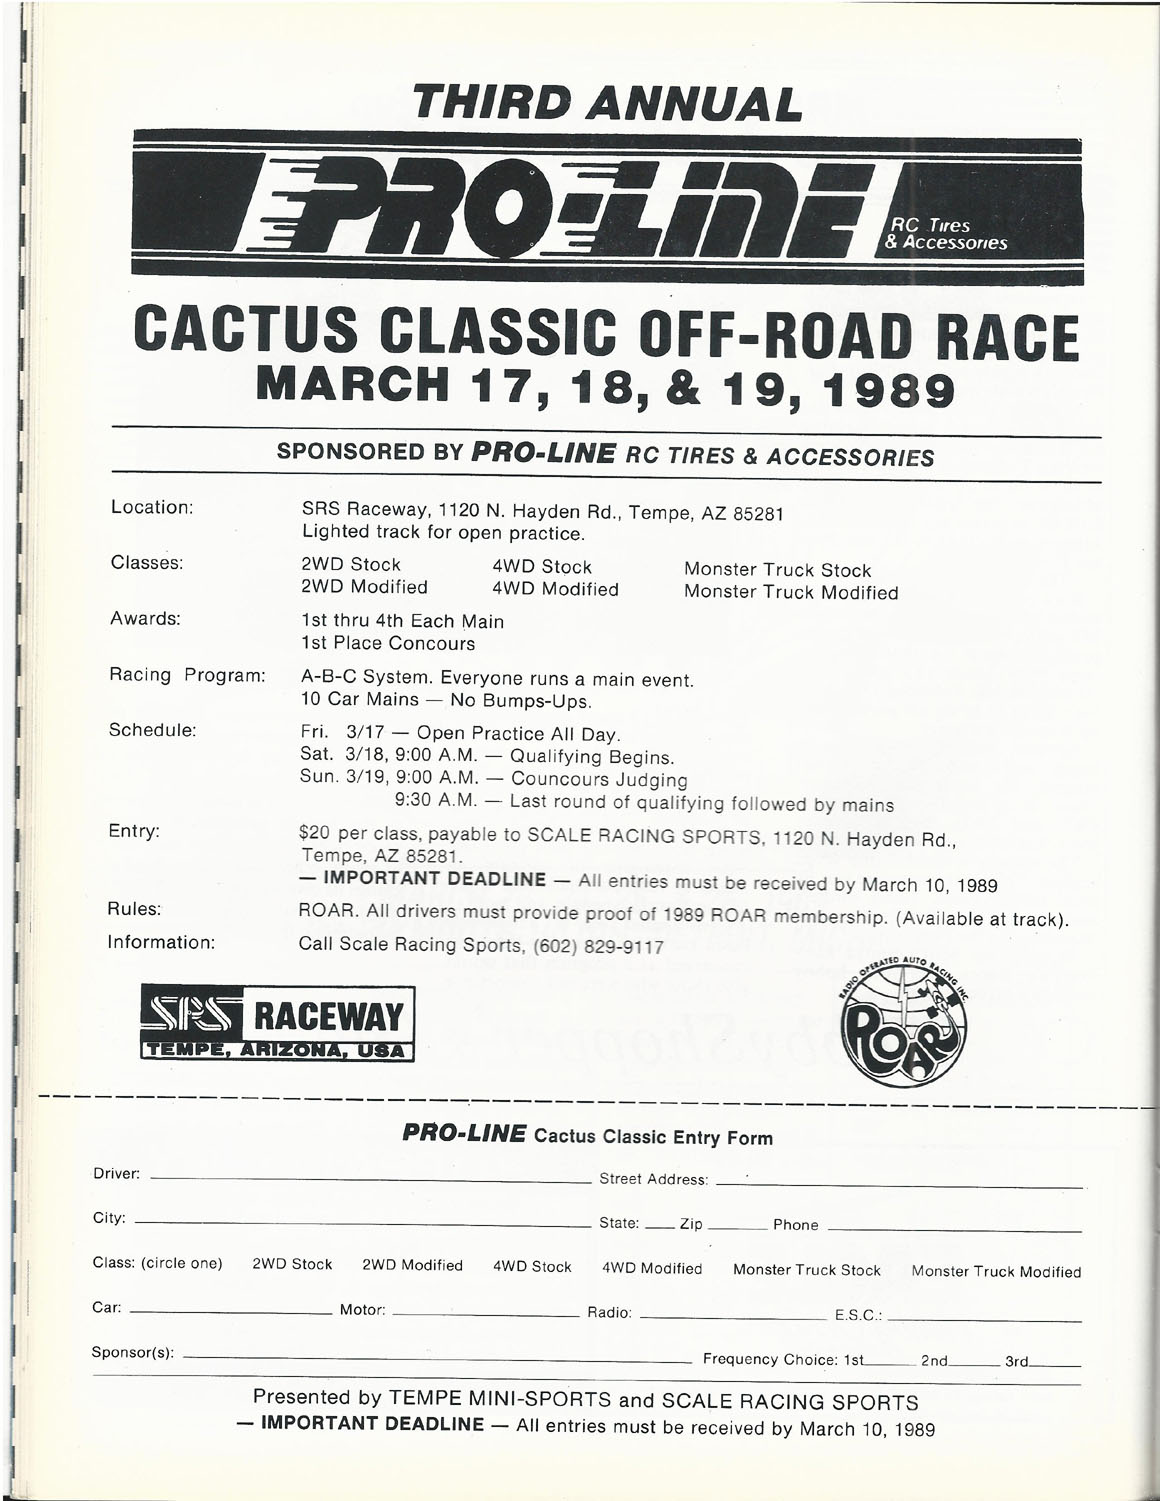 THIRD ANNUAL
PRO-LINE
RC Tires
& Accessories
CACTUS CLASSIC OFF-ROAD RACE
MARCH 17, 18, & 19, 1989
SPONSORED BY PRO-LINE RC TIRES & ACCESSORIES
Location: SRS Raceway, 1120 N. Hayden Rd., Tempe, AZ 85281
Lighted track for open practice.
Classes: 2WD Stock 4WD Stock Monster Truck Stock
2WD Modified 4WD Modified Monster Truck Modified
Awards: 1st thru 4th Each Main
1st Place Concours
Racing Program: A-B-C System. Everyone runs a main event.
10 Car Mains — No Bumps-Ups.
Schedule: Fri. 3/17 — Open Practice All Day.
Sat. 3/18, 9:00 A.M. — Qualifying Begins.
Sun. 3/19, 9:00 A.M. — Councours Judging
9:30 A.M. — Last round of qualifying followed by mains
Entry: $20 per class, payable to SCALE RACING SPORTS, 1120 N. Hayden Rd.,
Tempe, AZ 85281.
— IMPORTANT DEADLINE — All entries must be received by March 10, 1989
Rules: ROAR. All drivers must provide proof of 1989 ROAR membership. (Available at track).
Information: Call Scale Racing Sports, (602) 829-9117
SRS RACEWAY
TEMPE, ARIZONA, USA
RADIO OPERATED AUTO RACING INC.
ROAR
PRO-LINE Cactus Classic Entry Form
Driver: Street Address:
City: State: Zip Phone
Class: (circle one) 2WD Stock 2WD Modified 4WD Stock 4WD Modified Monster Truck Stock Monster Truck Modified
Car: Motor: Radio: E.S.C.:
Sponsor(s): Frequency Choice: 1st 2nd 3rd
Presented by TEMPE MINI-SPORTS and SCALE RACING SPORTS
— IMPORTANT DEADLINE — All entries must be received by March 10, 1989